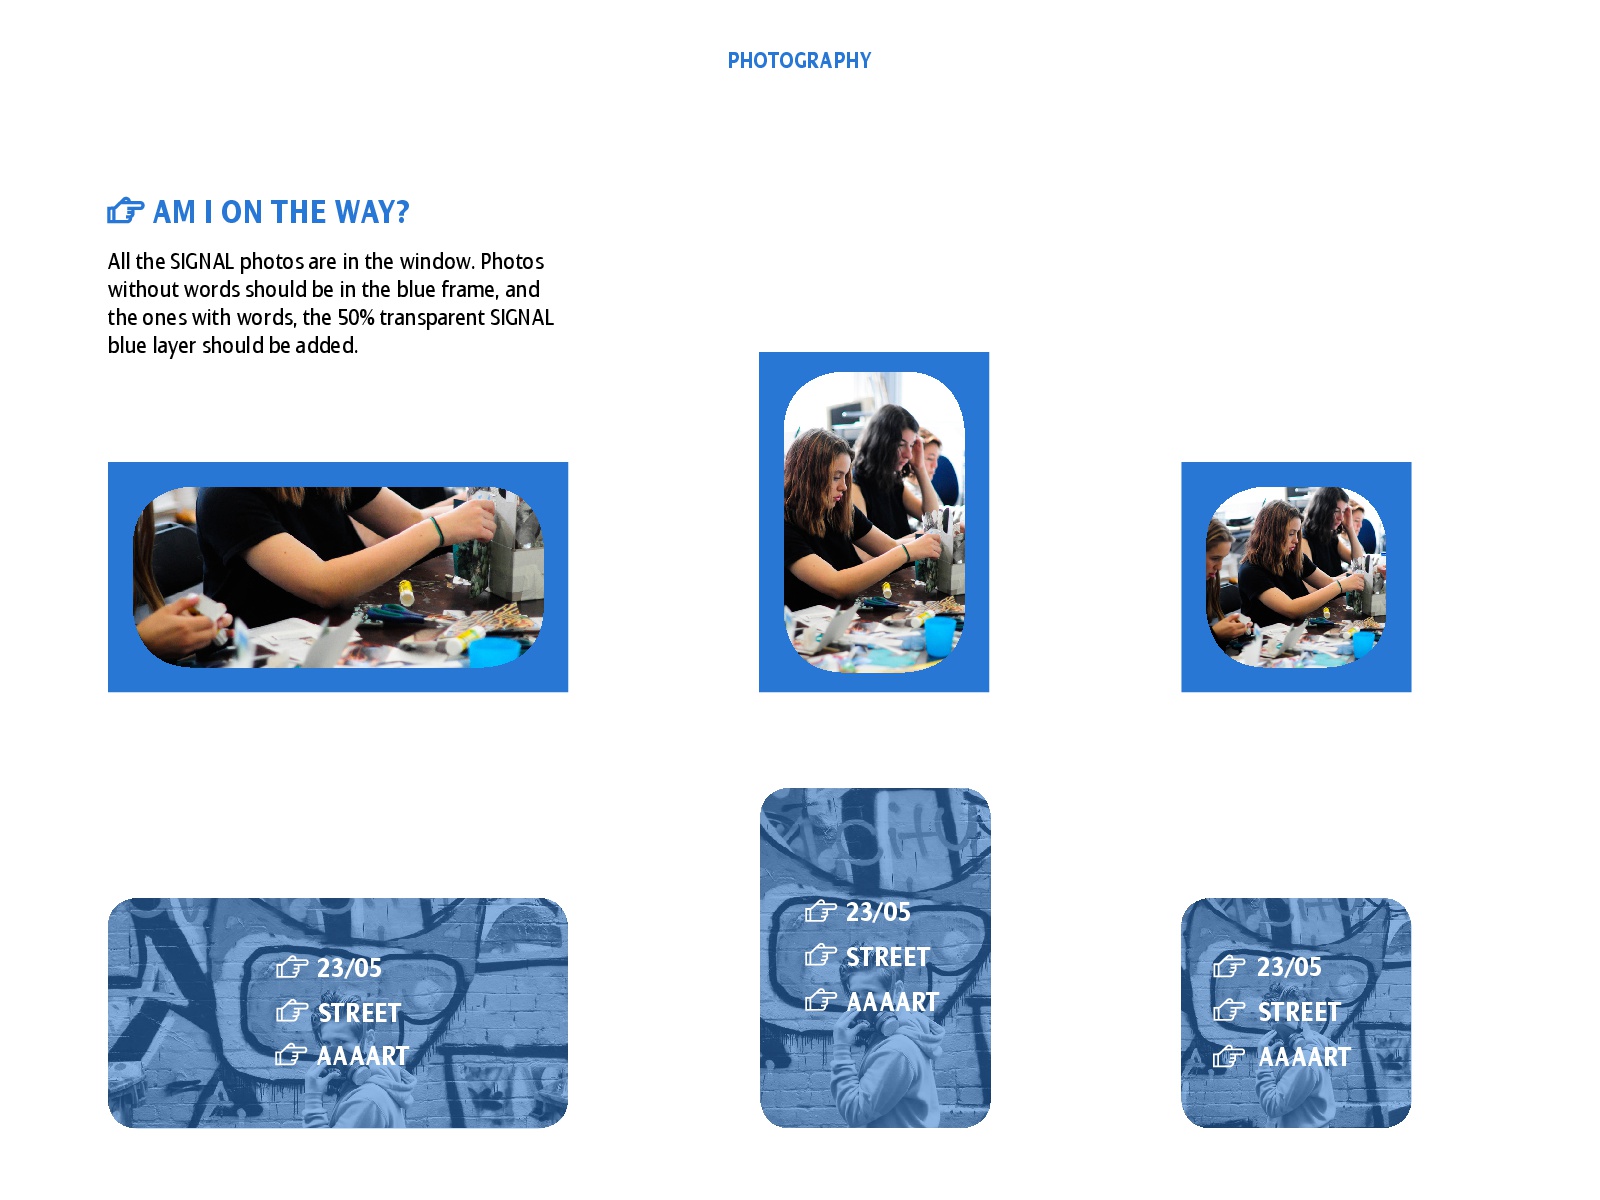 PHOTOGRAPHY
AM I ON THE WAY?
All the SIGNAL photos are in the window. Photos
without words should be in the blue frame, and
the ones with words, the 50% transparent SIGNAL
blue layer should be added.
23/05
STREET
AAAART
23/05
STREET
AAAART
23/05
STREET
AAAART